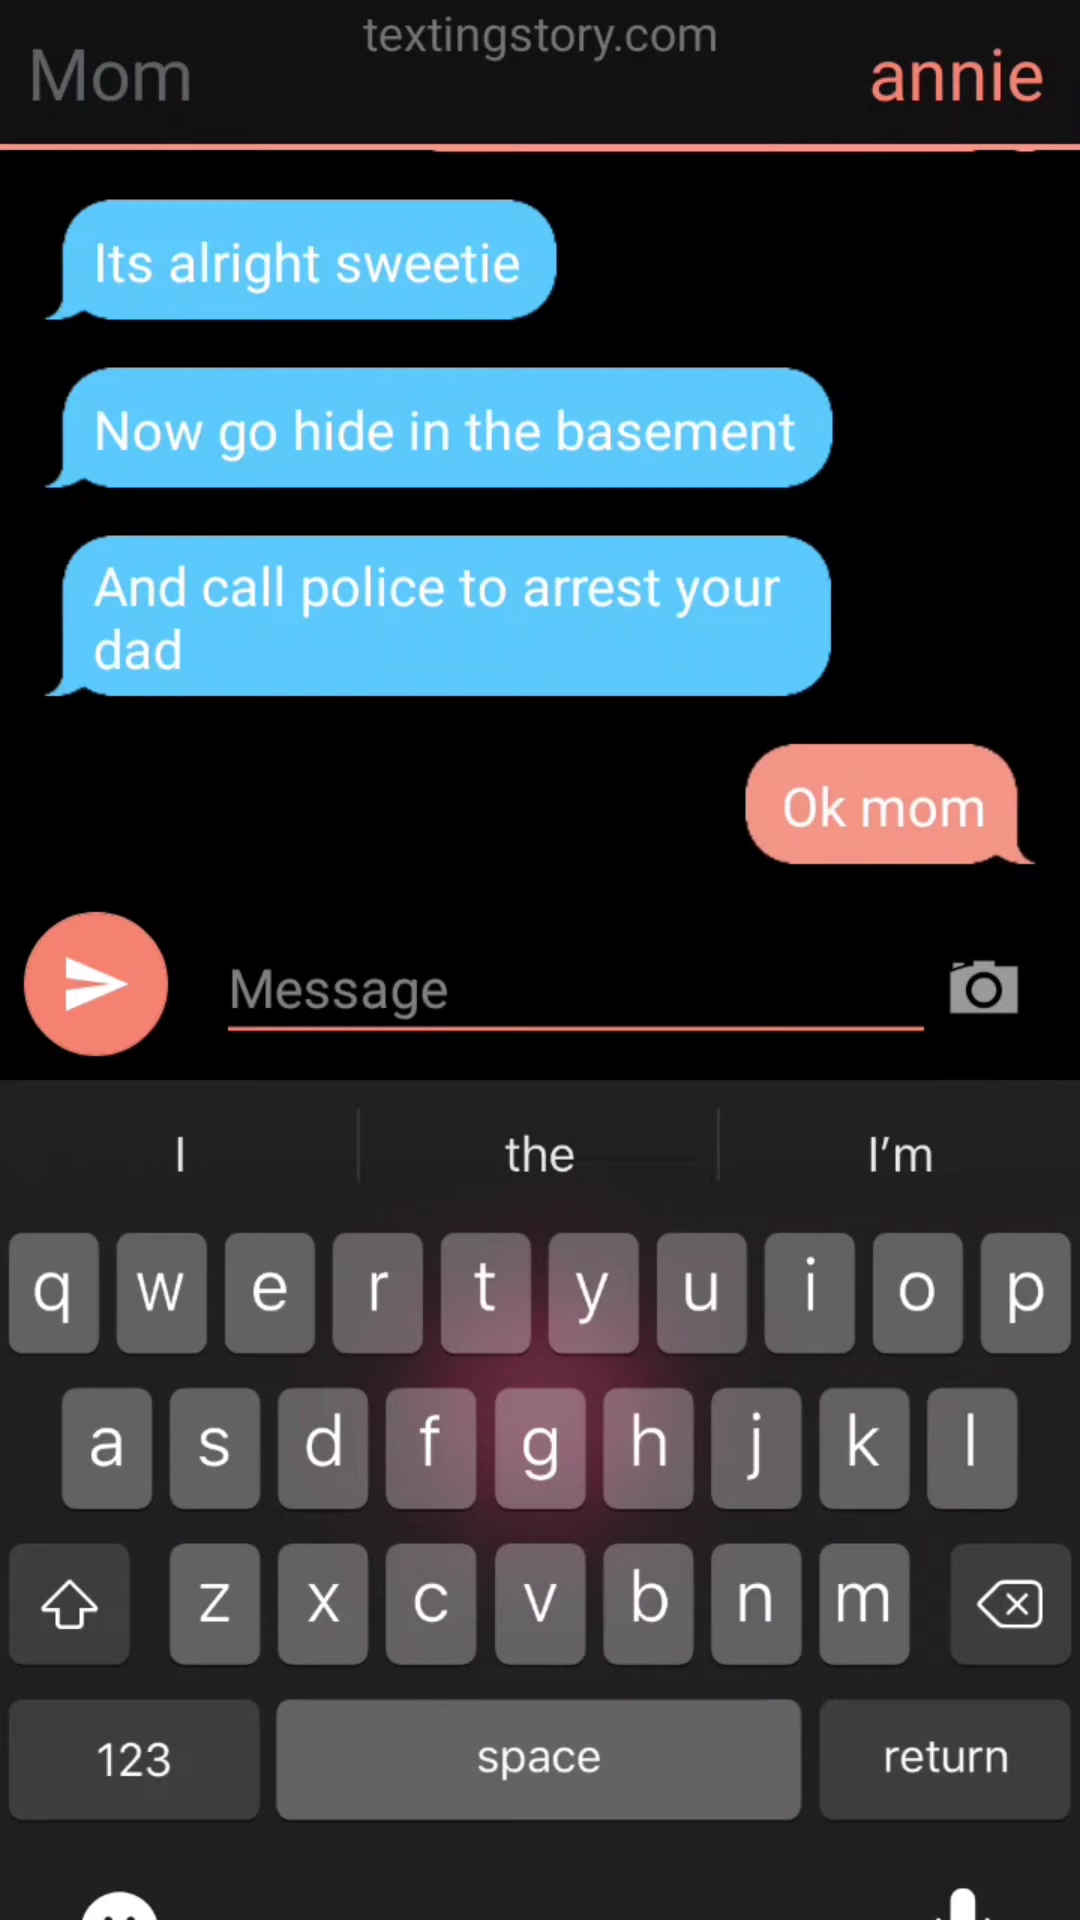 textingstory.com
Mom
annie
Its alright sweetie
Now go hide in the basement
And call police to arrest your
dad
Ok mom
Message
I
the
I’m
q w e r t y u i o p
a s d f g h j k l
z x c v b n m
123
space
return